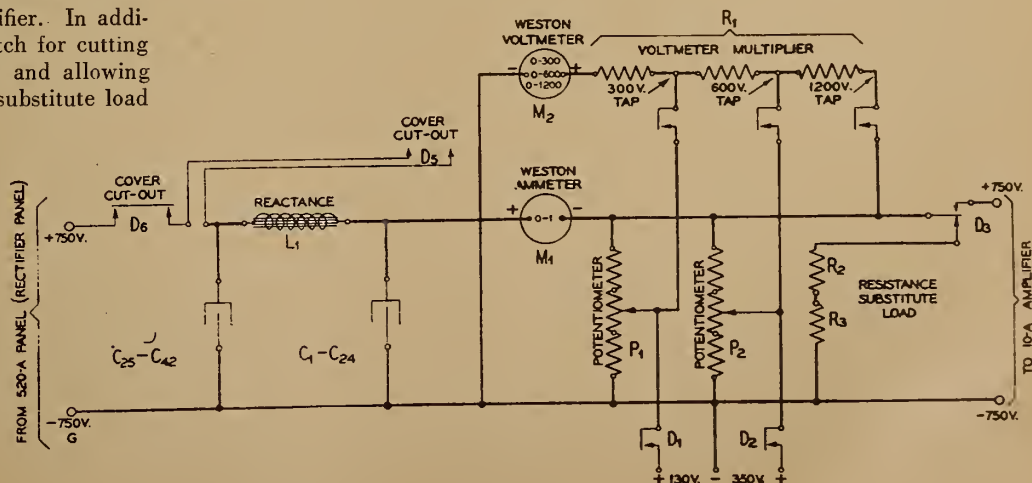 ifier. In addi-
tch for cutting
and allowing
substitute load
WESTON
VOLTMETER
R1
VOLTMETER MULTIPLIER
- 0-300 +
0-600
0-1200
M2
300V.
TAP
600V.
TAP
1200V.
TAP
COVER
CUT-OUT
D5
COVER
CUT-OUT
D6
REACTANCE
L1
WESTON
AMMETER
+ 0-1 -
M1
+750V.
D3
FROM 520-A PANEL (RECTIFIER PANEL)
+750V.
C25-C42
C1-C24
POTENTIOMETER
P1
POTENTIOMETER
P2
R2
R3
RESISTANCE
SUBSTITUTE
LOAD
TO 10-A AMPLIFIER
-750V.
G
-750V.
D1
D2
+ 130V. - 350V. +